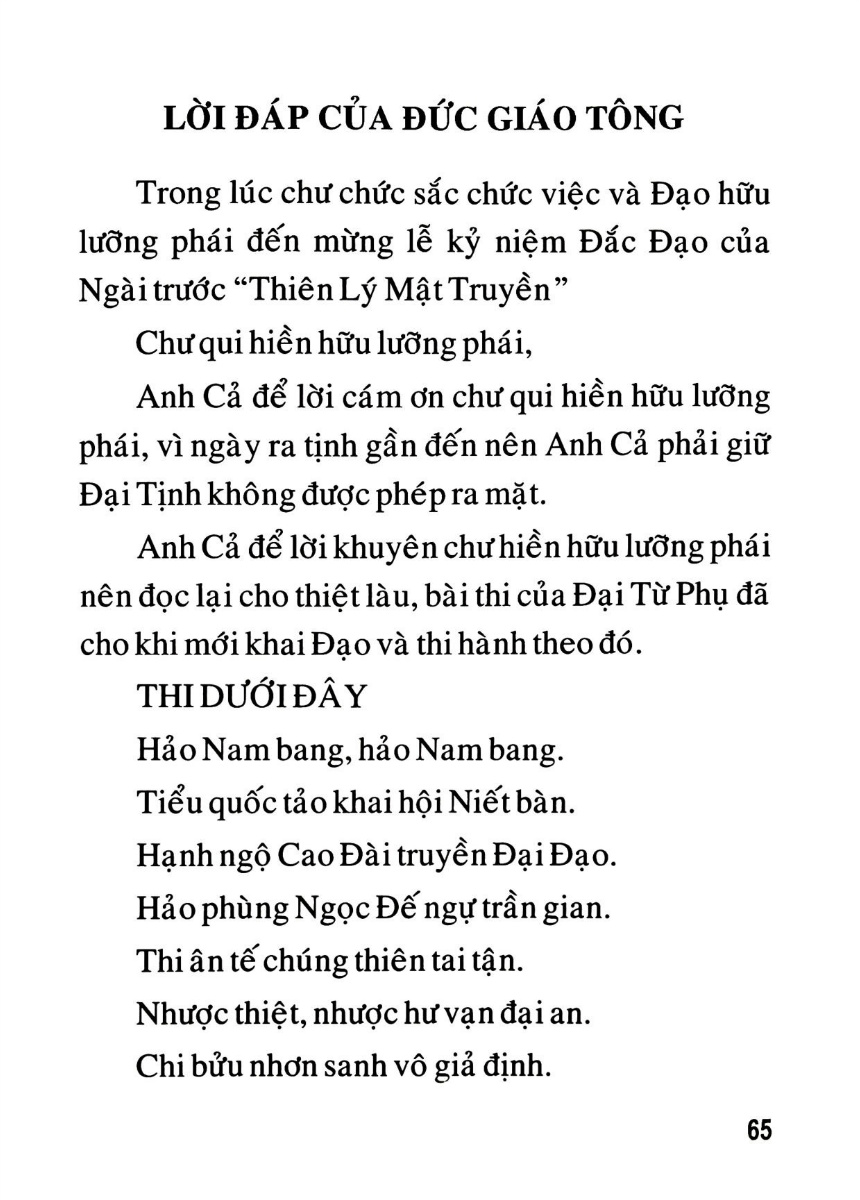 LỜI ĐÁP CỦA ĐỨC GIÁO TÔNG
Trong lúc chư chức sắc chức việc và Đạo hữu
lưỡng phái đến mừng lễ kỷ niệm Đắc Đạo của
Ngài trước “Thiên Lý Mật Truyền”
Chư qui hiền hữu lưỡng phái,
Anh Cả để lời cám ơn chư qui hiền hữu lưỡng
phái, vì ngày ra tịnh gần đến nên Anh Cả phải giữ
Đại Tịnh không được phép ra mặt.
Anh Cả để lời khuyên chư hiền hữu lưỡng phái
nên đọc lại cho thiệt làu, bài thi của Đại Từ Phụ đã
cho khi mới khai Đạo và thi hành theo đó.
THI DƯỚI ĐÂY
Hảo Nam bang, hảo Nam bang.
Tiểu quốc tảo khai hội Niết bàn.
Hạnh ngộ Cao Đài truyền Đại Đạo.
Hảo phùng Ngọc Đế ngự trần gian.
Thi ân tế chúng thiên tai tận.
Nhược thiệt, nhược hư vạn đại an.
Chi bửu nhơn sanh vô giả định.
65